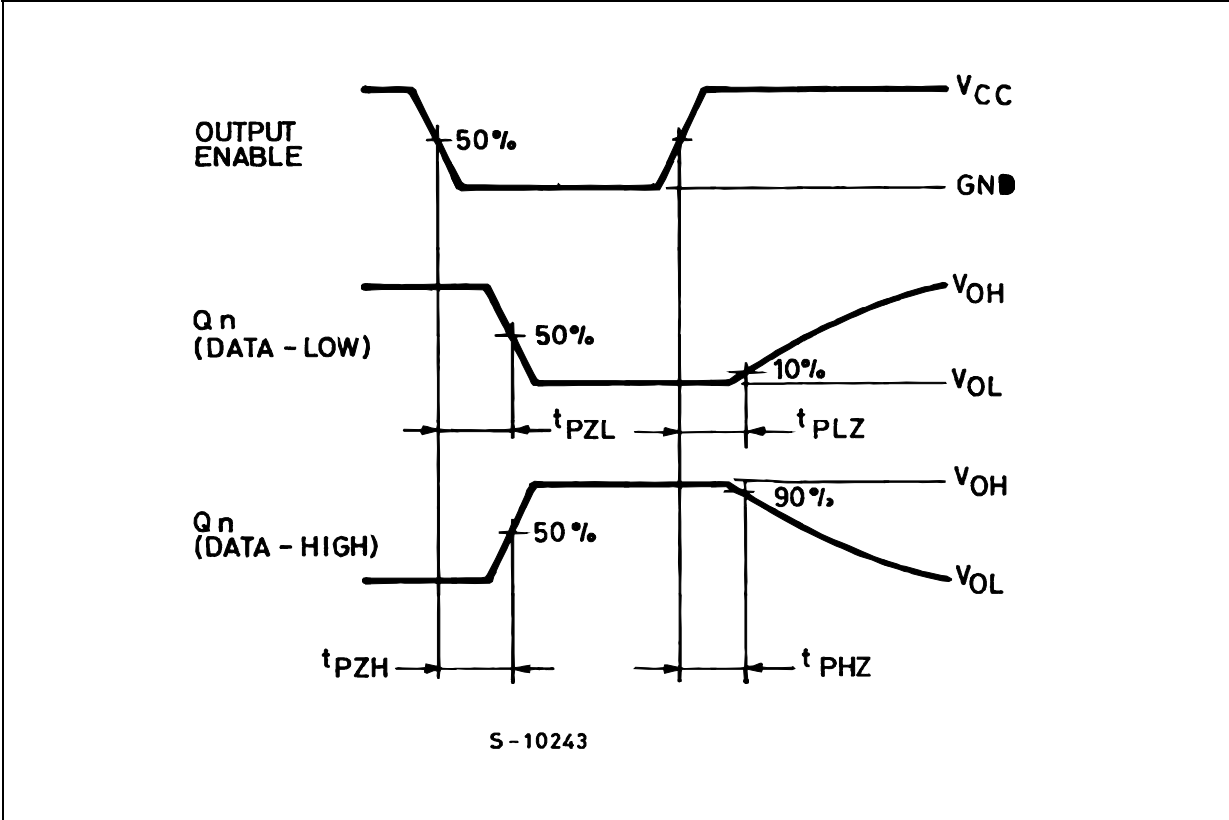 VCC
OUTPUT
ENABLE
50%
GND
VOH
Qn
(DATA - LOW)
50%
10%
VOL
tPZL
tPLZ
VOH
90%
Qn
(DATA - HIGH)
50%
VOL
tPZH
tPHZ
S-10243